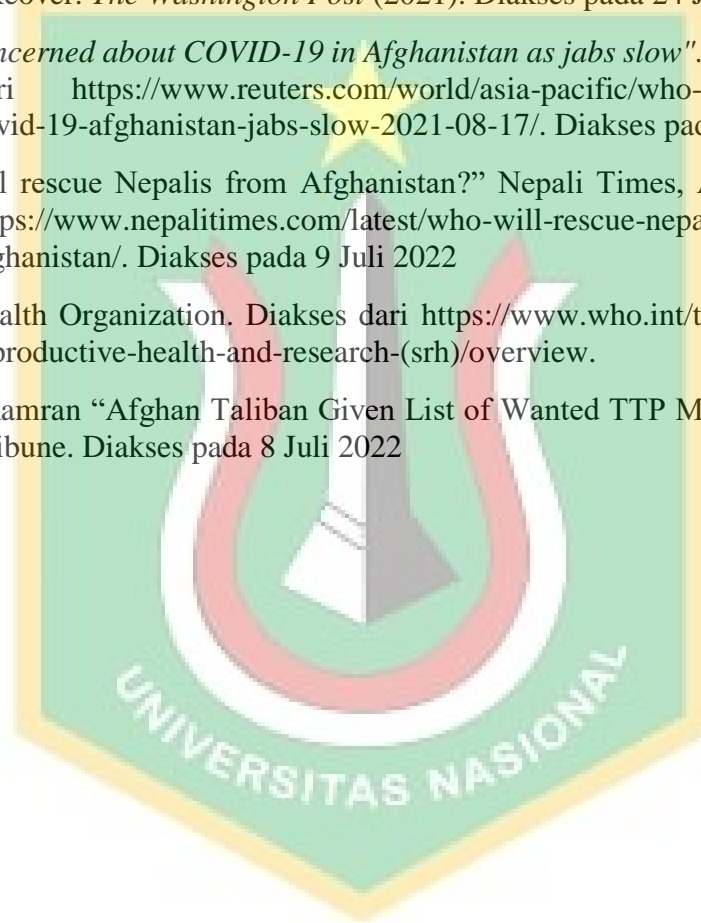 keover. The Washington Post (2021). Diakses pada 24 J
ncerned about COVID-19 in Afghanistan as jabs slow".
ri https://www.reuters.com/world/asia-pacific/who-
vid-19-afghanistan-jabs-slow-2021-08-17/. Diakses pad
l rescue Nepalis from Afghanistan?” Nepali Times, A
ps://www.nepalitimes.com/latest/who-will-rescue-nepa
ghanistan/. Diakses pada 9 Juli 2022
alth Organization. Diakses dari https://www.who.int/t
productive-health-and-research-(srh)/overview.
amran “Afghan Taliban Given List of Wanted TTP M
ibune. Diakses pada 8 Juli 2022
UNIVERSITAS NASIONAL